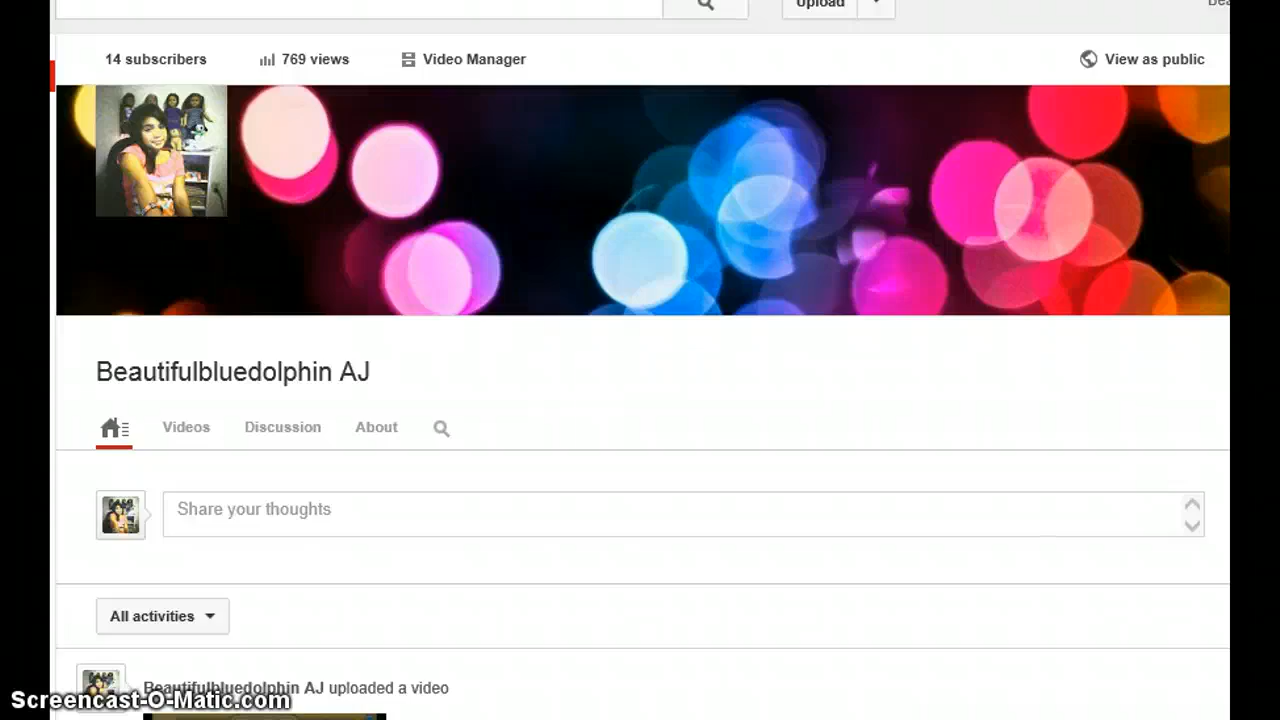 Upload
14 subscribers
769 views
Video Manager
View as public
Beautifulbluedolphin AJ
Videos
Discussion
About
Share your thoughts
All activities
Beautifulbluedolphin AJ uploaded a video
Screencast-O-Matic.com